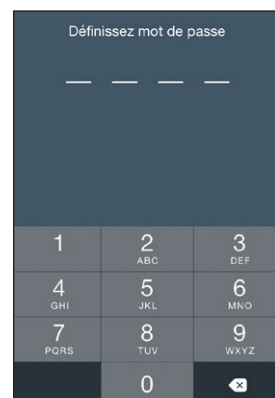 Définissez mot de passe
1 2 3
ABC DEF
4 5 6
GHI JKL MNO
7 8 9
PQRS TUV WXYZ
0